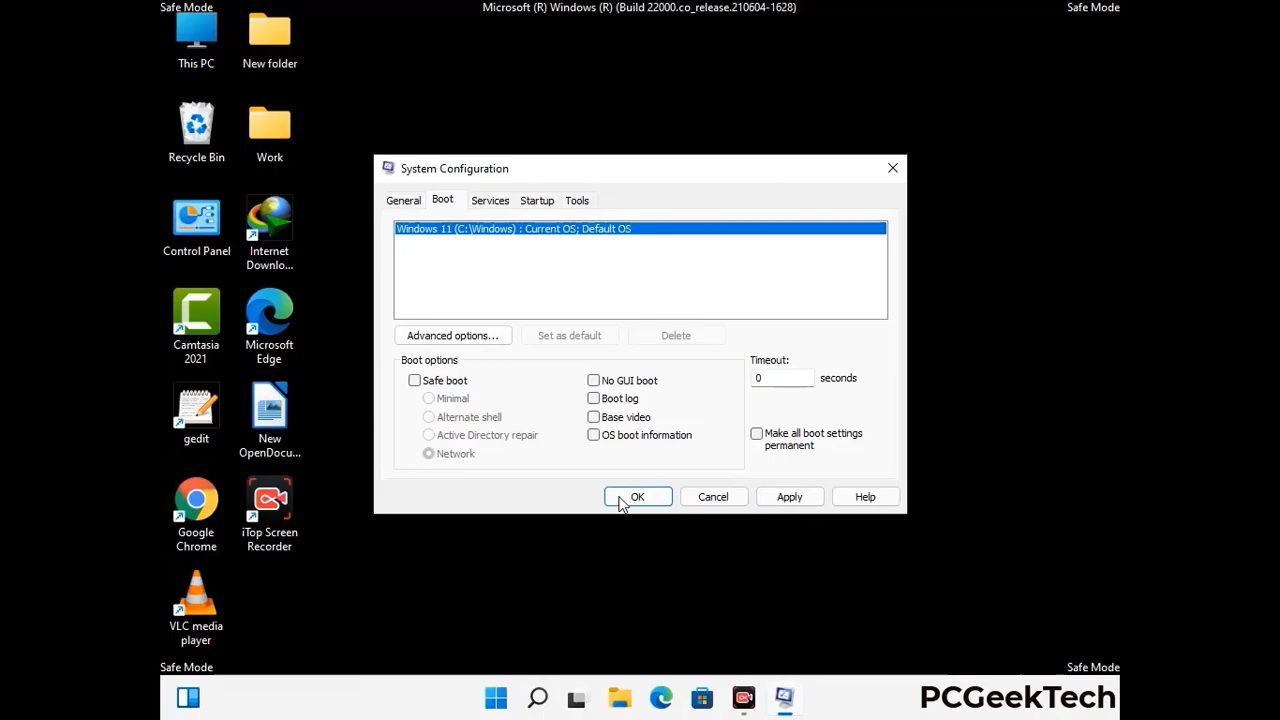 Safe Mode
Microsoft (R) Windows (R) (Build 22000.co_release.210604-1628)
Safe Mode
This PC
New folder
Recycle Bin
Work
Control Panel
Internet
Downlo...
Camtasia
2021
Microsoft
Edge
gedit
New
OpenDocu...
Google
Chrome
iTop Screen
Recorder
VLC media
player
System Configuration
General
Boot
Services
Startup
Tools
Windows 11 (C:\Windows) : Current OS; Default OS
Advanced options...
Set as default
Delete
Boot options
Safe boot
Minimal
Alternate shell
Active Directory repair
Network
No GUI boot
Boot log
Base video
OS boot information
Timeout:
0 seconds
Make all boot settings
permanent
OK
Cancel
Apply
Help
Safe Mode
Safe Mode
PCGeekTech